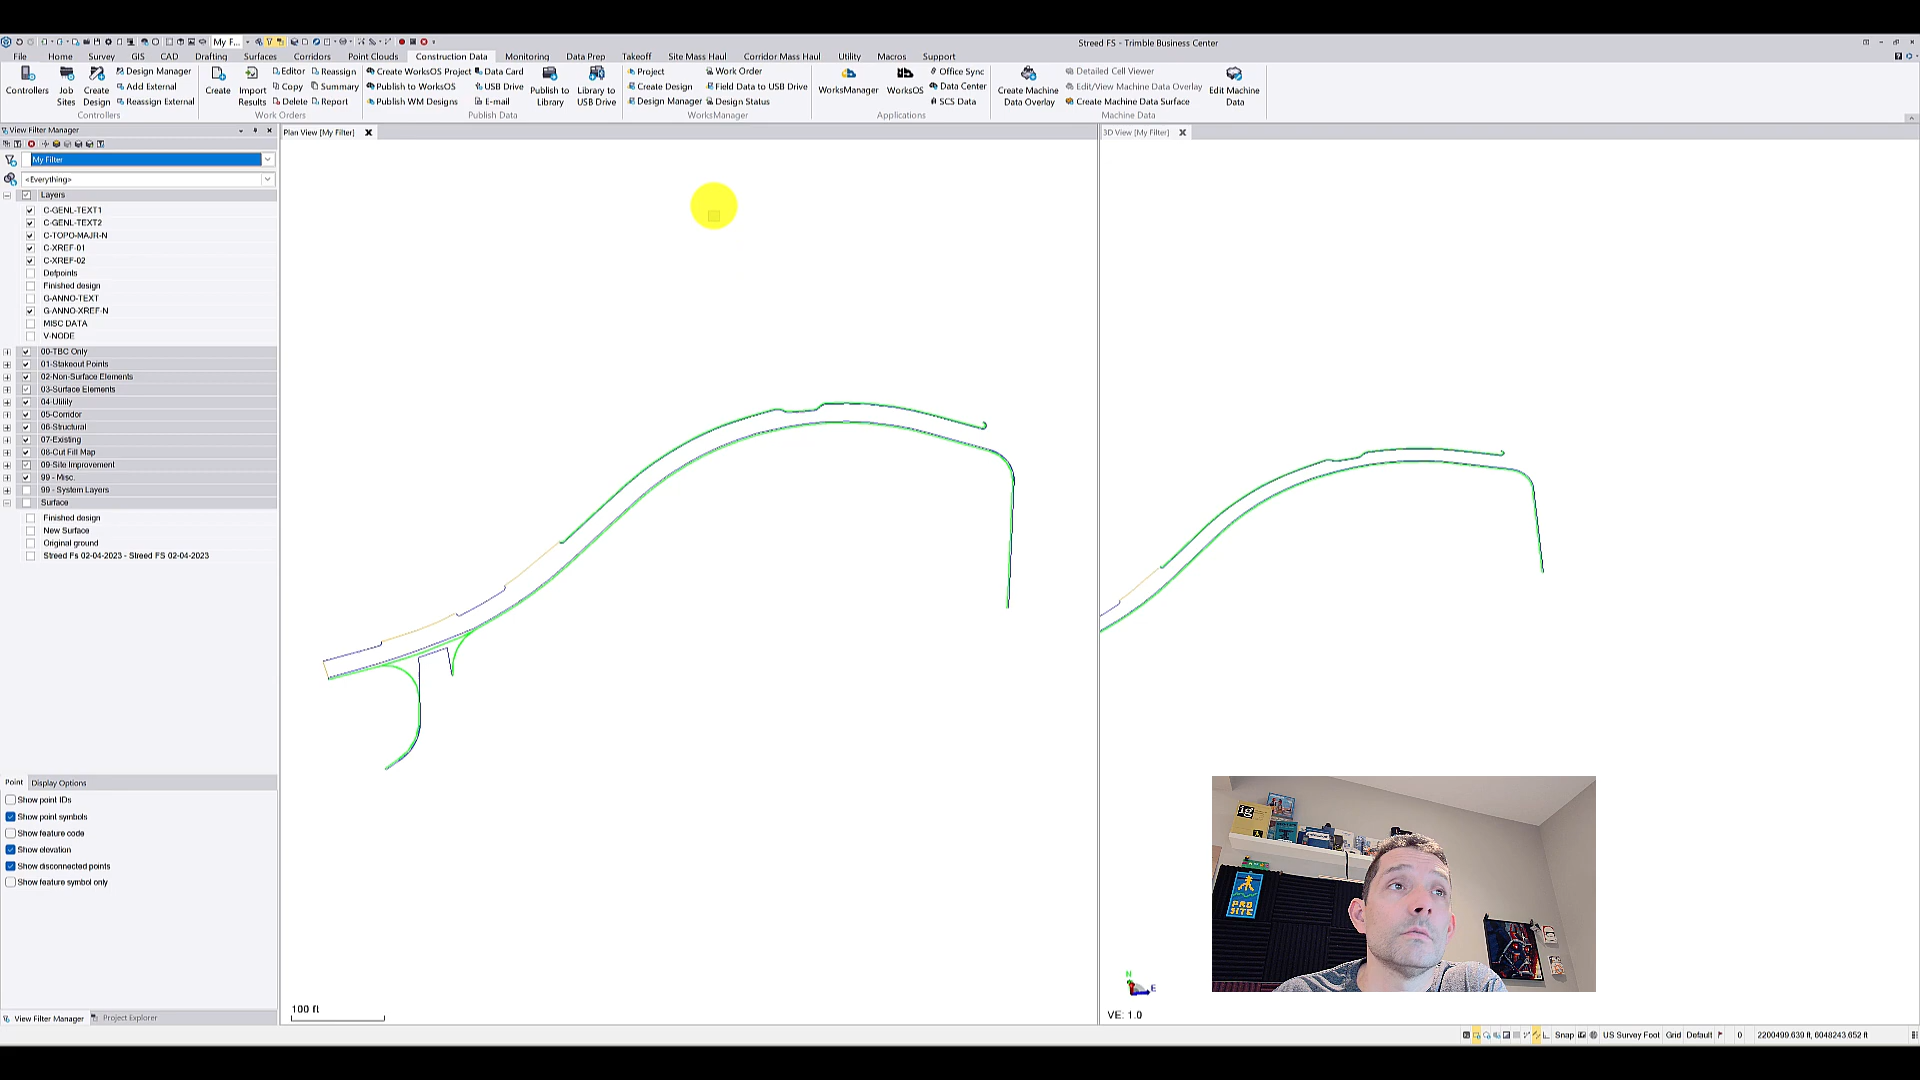 My F...
Streed FS - Trimble Business Center
File Home Survey GIS CAD Drafting Surfaces Corridors Point Clouds Construction Data Monitoring Data Prep Takeoff Site Mass Haul Corridor Mass Haul Utility Macros Support
Controllers
Job Sites
Create Design
Design Manager
Add External
Reassign External
Controllers
Create
Import Results
Editor
Copy
Delete
Reassign
Summary
Report
Work Orders
Create WorksOS Project
Publish to WorksOS
Publish WM Designs
Data Card
USB Drive
E-mail
Publish to Library
Library to USB Drive
Publish Data
Project
Create Design
Design Manager
Work Order
Field Data to USB Drive
Design Status
WorksManager
WorksManager
WorksOS
Office Sync
Data Center
SCS Data
Applications
Create Machine Data Overlay
Detailed Cell Viewer
Edit/View Machine Data Overlay
Create Machine Data Surface
Edit Machine Data
Machine Data
View Filter Manager
My Filter
<Everything>
Layers
C-GENL-TEXT1
C-GENL-TEXT2
C-TOPO-MAJR-N
C-XREF-01
C-XREF-02
Defpoints
Finished design
G-ANNO-TEXT
G-ANNO-XREF-N
MISC DATA
V-NODE
00-TBC Only
01-Stakeout Points
02-Non-Surface Elements
03-Surface Elements
04-Utility
05-Corridor
06-Structural
07-Existing
08-Cut Fill Map
09-Site Improvement
99 - Misc.
99 - System Layers
Surface
Finished design
New Surface
Original ground
Streed Fs 02-04-2023 - Streed FS 02-04-2023
Point Display Options
Show point IDs
Show point symbols
Show feature code
Show elevation
Show disconnected points
Show feature symbol only
View Filter Manager Project Explorer
Plan View [My Filter]
100 ft
3D View [My Filter]
N
E
VE: 1.0
ig
PRO
SITE
Snap US Survey Foot Grid Default 0 2200499.639 ft, 6048243.652 ft